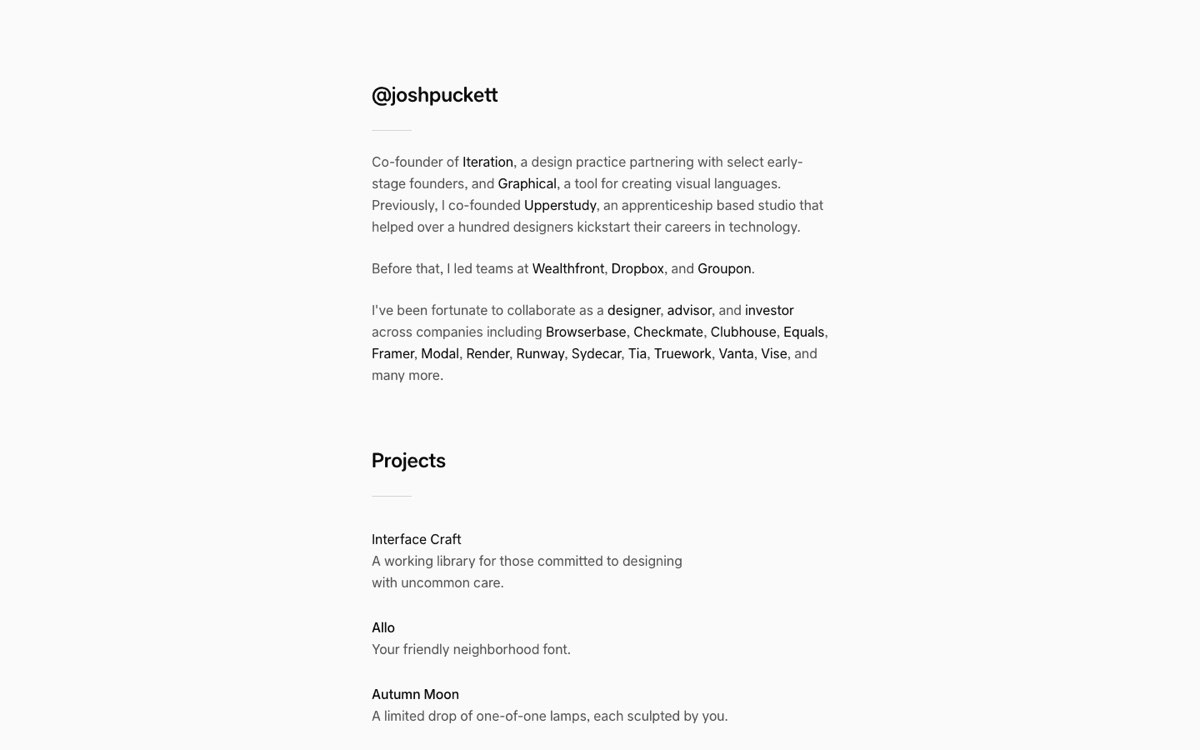 @joshpuckett
Co-founder of Iteration, a design practice partnering with select early-
stage founders, and Graphical, a tool for creating visual languages.
Previously, I co-founded Upperstudy, an apprenticeship based studio that
helped over a hundred designers kickstart their careers in technology.
Before that, I led teams at Wealthfront, Dropbox, and Groupon.
I've been fortunate to collaborate as a designer, advisor, and investor
across companies including Browserbase, Checkmate, Clubhouse, Equals,
Framer, Modal, Render, Runway, Sydecar, Tia, Truework, Vanta, Vise, and
many more.
Projects
Interface Craft
A working library for those committed to designing
with uncommon care.
Allo
Your friendly neighborhood font.
Autumn Moon
A limited drop of one-of-one lamps, each sculpted by you.